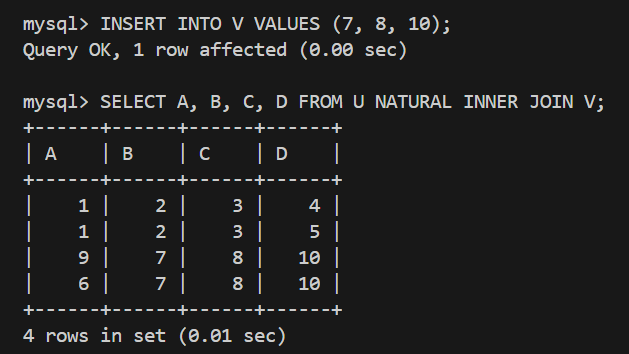 mysql> INSERT INTO V VALUES (7, 8, 10);
Query OK, 1 row affected (0.00 sec)

mysql> SELECT A, B, C, D FROM U NATURAL INNER JOIN V;
+------+------+------+------+
| A    | B    | C    | D    |
+------+------+------+------+
|    1 |    2 |    3 |    4 |
|    1 |    2 |    3 |    5 |
|    9 |    7 |    8 |   10 |
|    6 |    7 |    8 |   10 |
+------+------+------+------+
4 rows in set (0.01 sec)